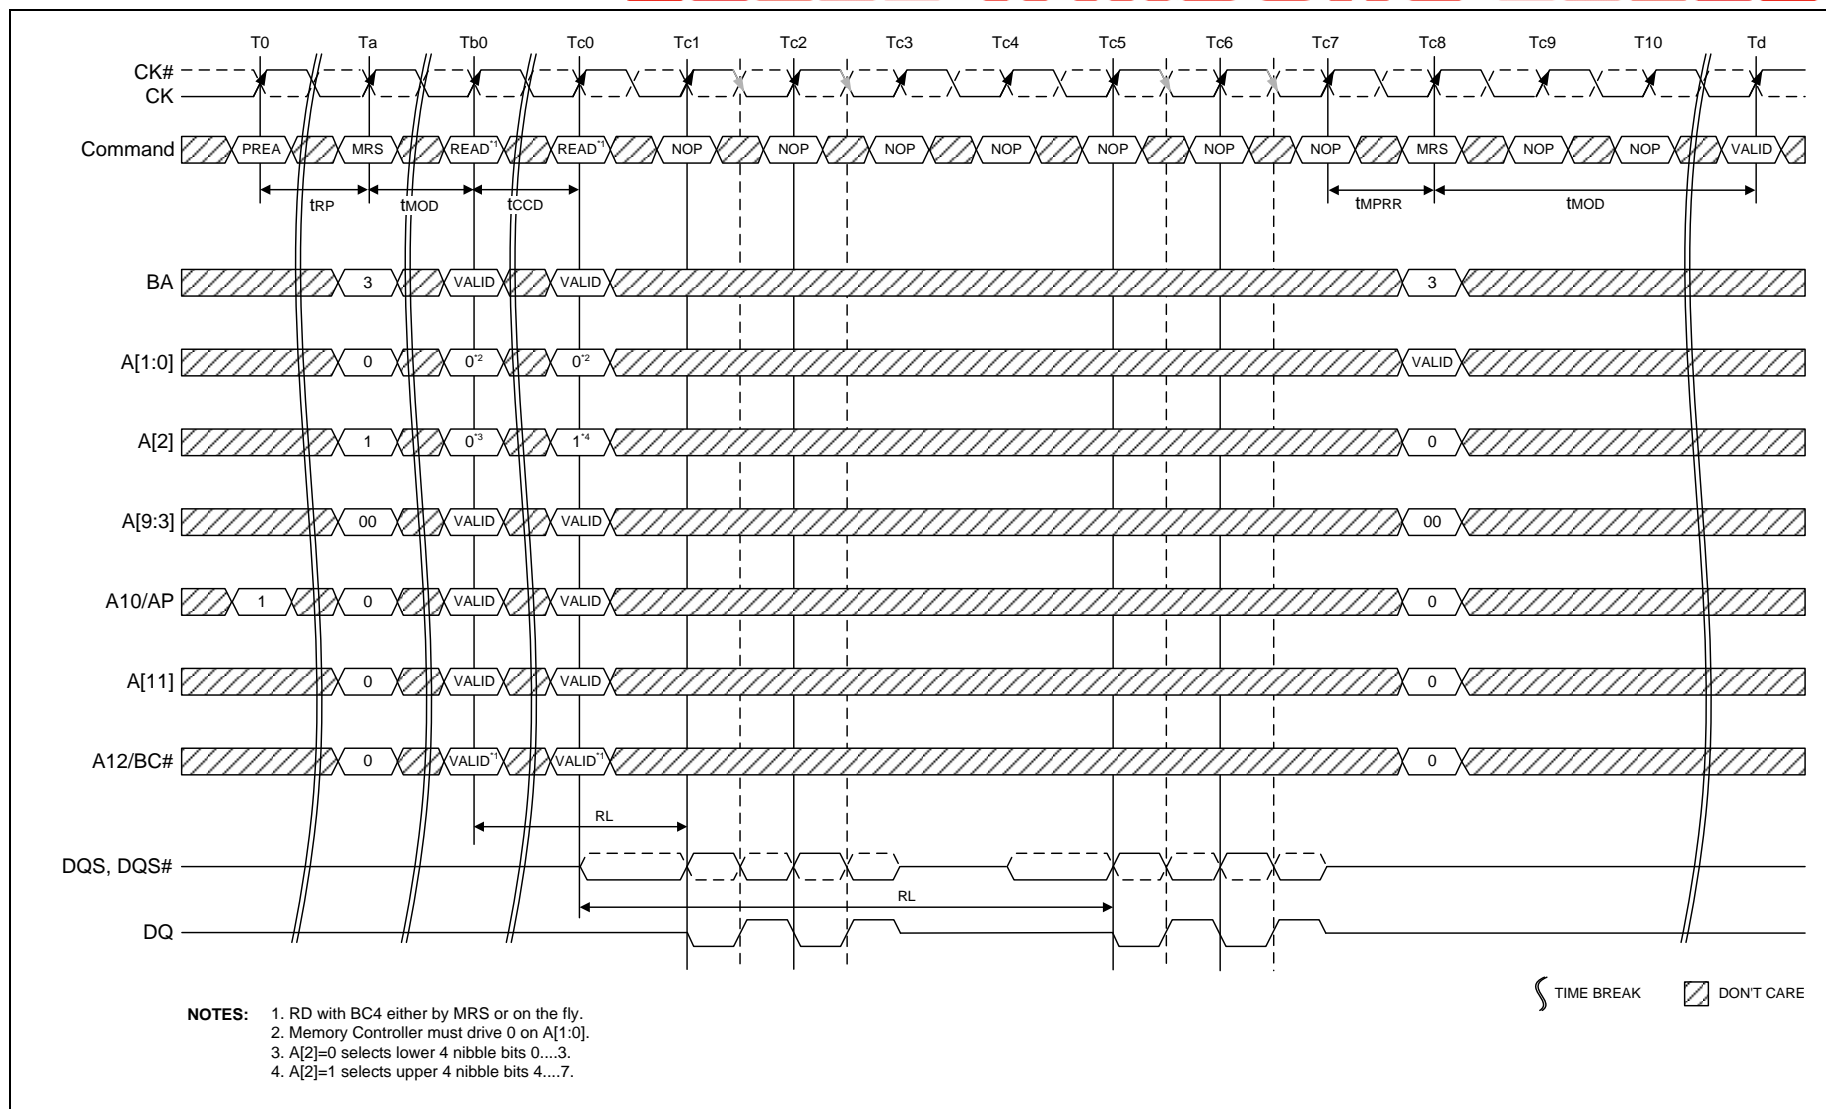 T0 Ta Tb0 Tc0 Tc1 Tc2 Tc3 Tc4 Tc5 Tc6 Tc7 Tc8 Tc9 T10 Td
CK#
CK
Command PREA MRS READ*1 READ*1 NOP NOP NOP NOP NOP NOP NOP MRS NOP NOP VALID
tRP tMOD tCCD tMPRR tMOD
BA 3 VALID VALID 3
A[1:0] 0 0*2 0*2 VALID
A[2] 1 0*3 1*4 0
A[9:3] 00 VALID VALID 00
A10/AP 1 0 VALID VALID 0
A[11] 0 VALID VALID 0
A12/BC# 0 VALID*1 VALID*1 0
RL
DQS, DQS#
RL
DQ
TIME BREAK DON'T CARE
NOTES: 1. RD with BC4 either by MRS or on the fly.
2. Memory Controller must drive 0 on A[1:0].
3. A[2]=0 selects lower 4 nibble bits 0....3.
4. A[2]=1 selects upper 4 nibble bits 4....7.